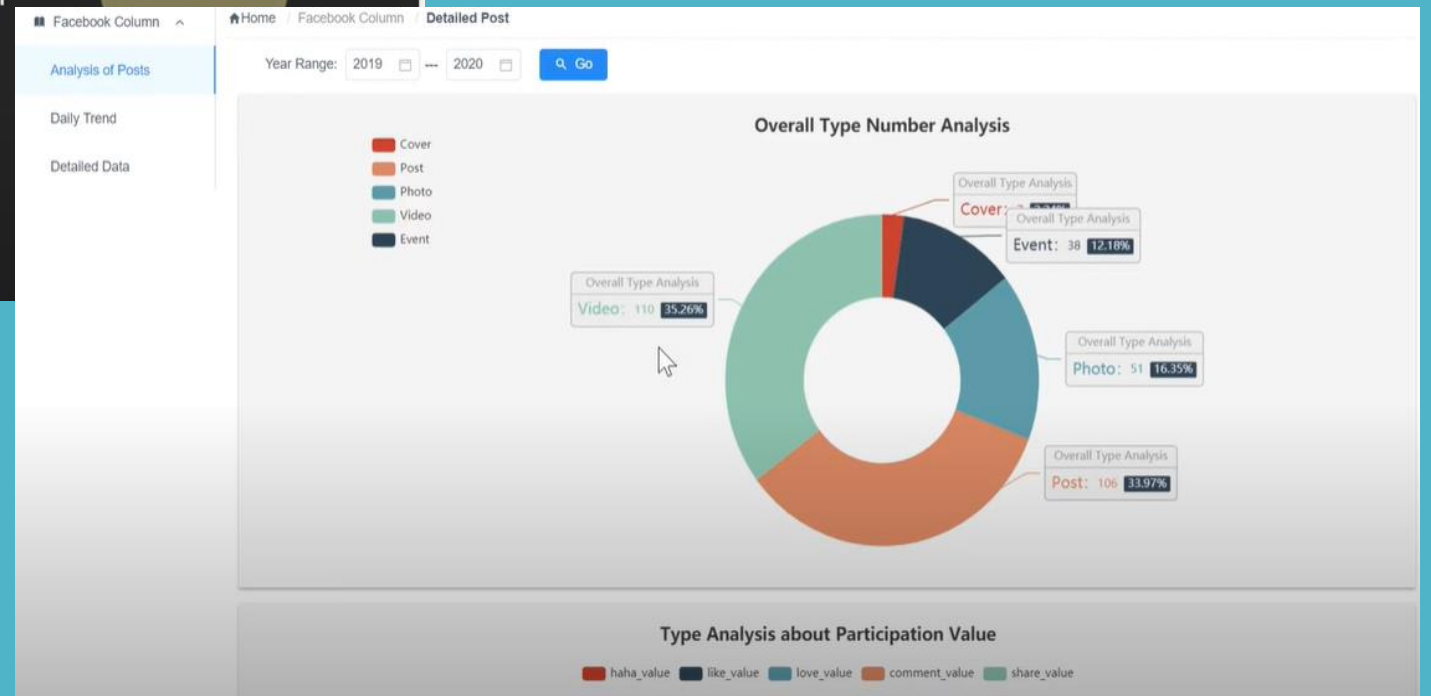 Facebook Column
Home / Facebook Column / Detailed Post
Analysis of Posts
Daily Trend
Detailed Data
Year Range: 2019 — 2020 Go
Overall Type Number Analysis
Cover
Post
Photo
Video
Event
Overall Type Analysis
Cover:
Overall Type Analysis
Event: 38 12.18%
Overall Type Analysis
Video: 110 35.26%
Overall Type Analysis
Photo: 51 16.35%
Overall Type Analysis
Post: 106 33.97%
Type Analysis about Participation Value
haha_value like_value love_value comment_value share_value